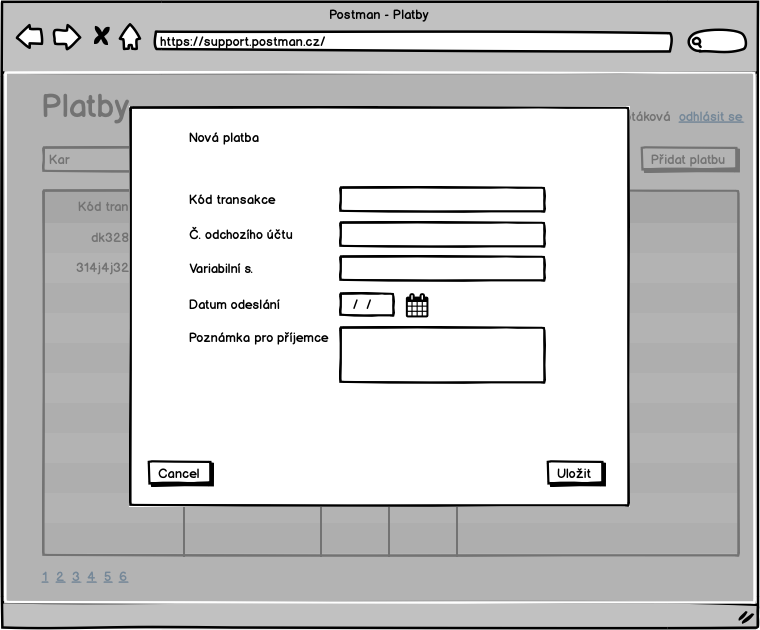 Postman - Platby
https://support.postman.cz/
Platby
táková odhlásit se
Kar
Přidat platbu
Kód tran
dk328
314j4j32
Nová platba
Kód transakce
Č. odchozího účtu
Variabilní s.
Datum odeslání
/ /
Poznámka pro příjemce
Cancel
Uložit
1 2 3 4 5 6